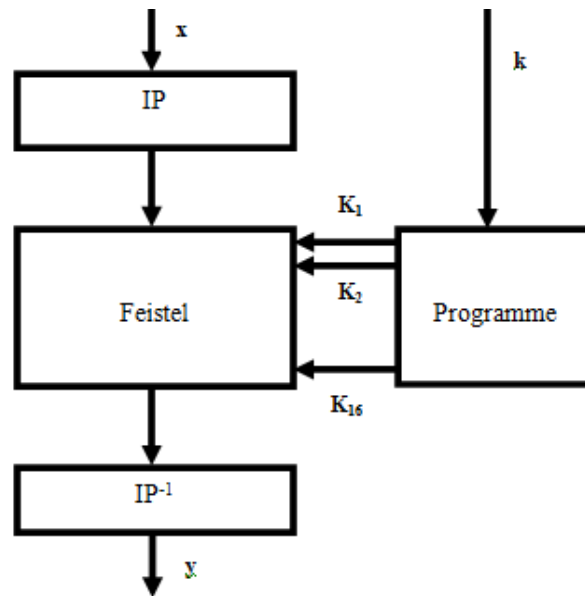 x
k
IP
K₁
K₂
Feistel
Programme
K₁₆
IP⁻¹
y